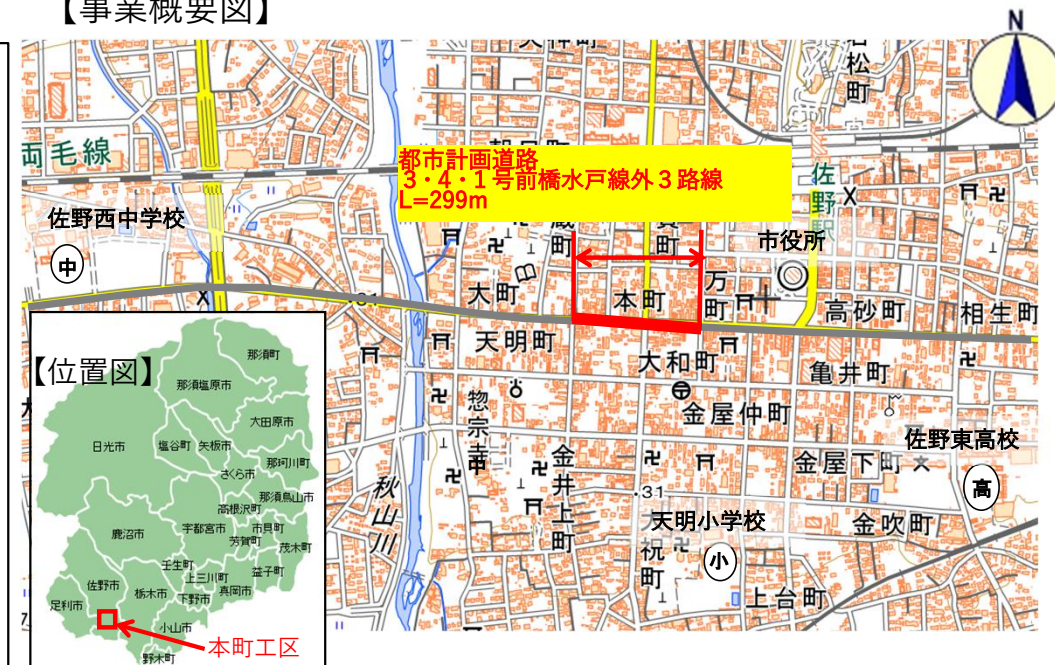 【事業概要図】
N
若松町
両毛線
都市計画道路
3・4・1号前橋水戸線外3路線
L=299m
佐野駅
佐野西中学校
中
蔵町
市役所
大町
本町
万町
高砂町
相生町
天明町
大和町
亀井町
【位置図】
惣宗寺
金屋仲町
佐野東高校
高
金井上町
金屋下町
・31
秋山川
天明小学校
小
祝町
金吹町
上台町
那須町
那須塩原市
大田原市
日光市
塩谷町
矢板市
那珂川町
さくら市
那須烏山市
高根沢町
鹿沼市
宇都宮市
市貝町
芳賀町
茂木町
壬生町
上三川町
益子町
佐野市
栃木市
下野市
真岡市
足利市
小山市
本町工区
野木町